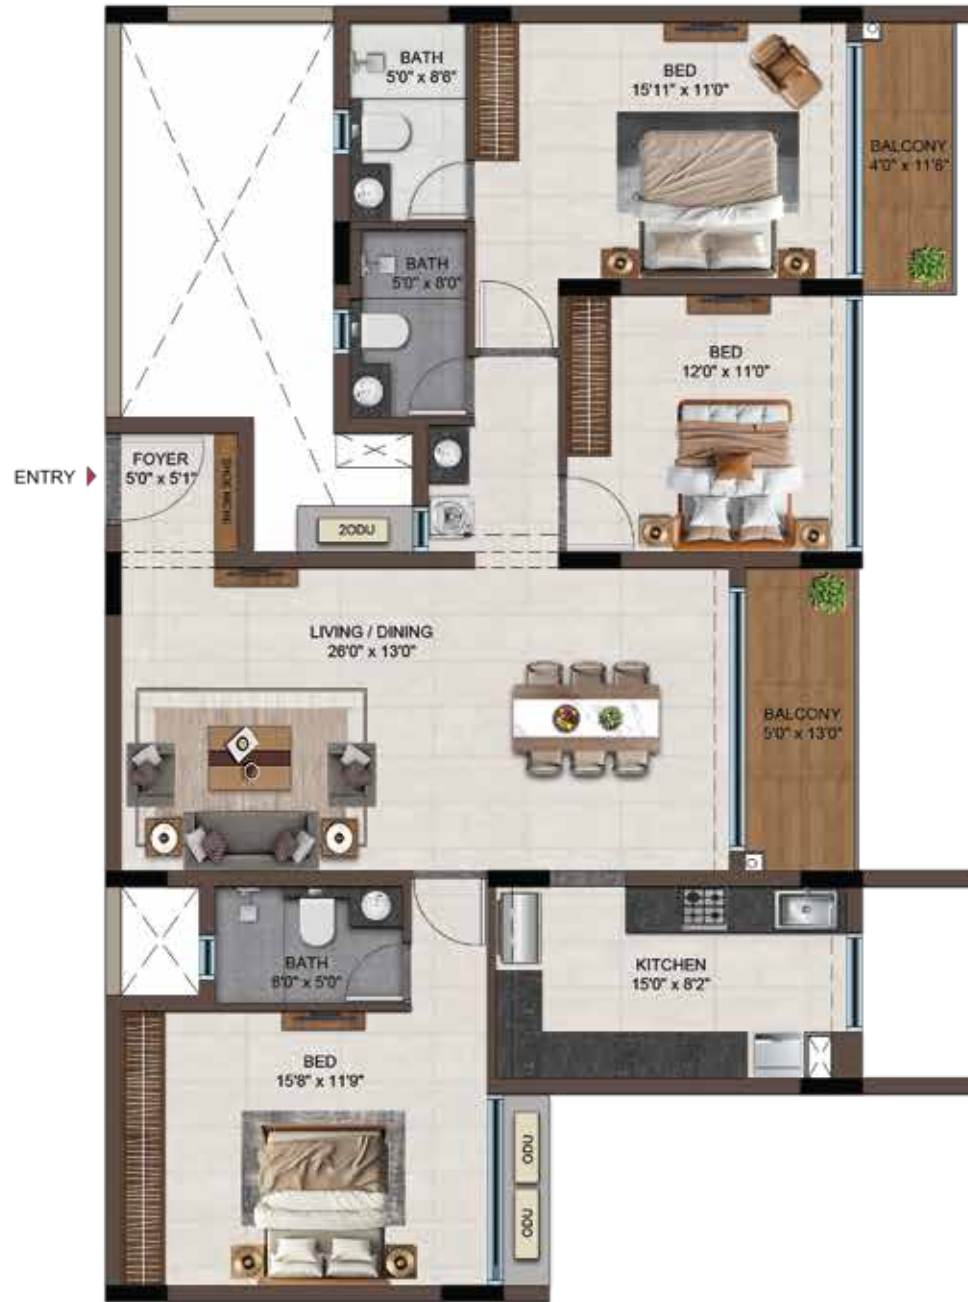 BATH
5'0" x 8'6"
BED
15'11" x 11'0"
BALCONY
4'0" x 11'6"
BATH
5'0" x 8'0"
BED
12'0" x 11'0"
FOYER
5'0" x 5'1"
SHOE NICHE
ENTRY
2ODU
LIVING / DINING
26'0" x 13'0"
BALCONY
5'0" x 13'0"
BATH
8'0" x 5'0"
KITCHEN
15'0" x 8'2"
BED
15'8" x 11'9"
ODU
ODU